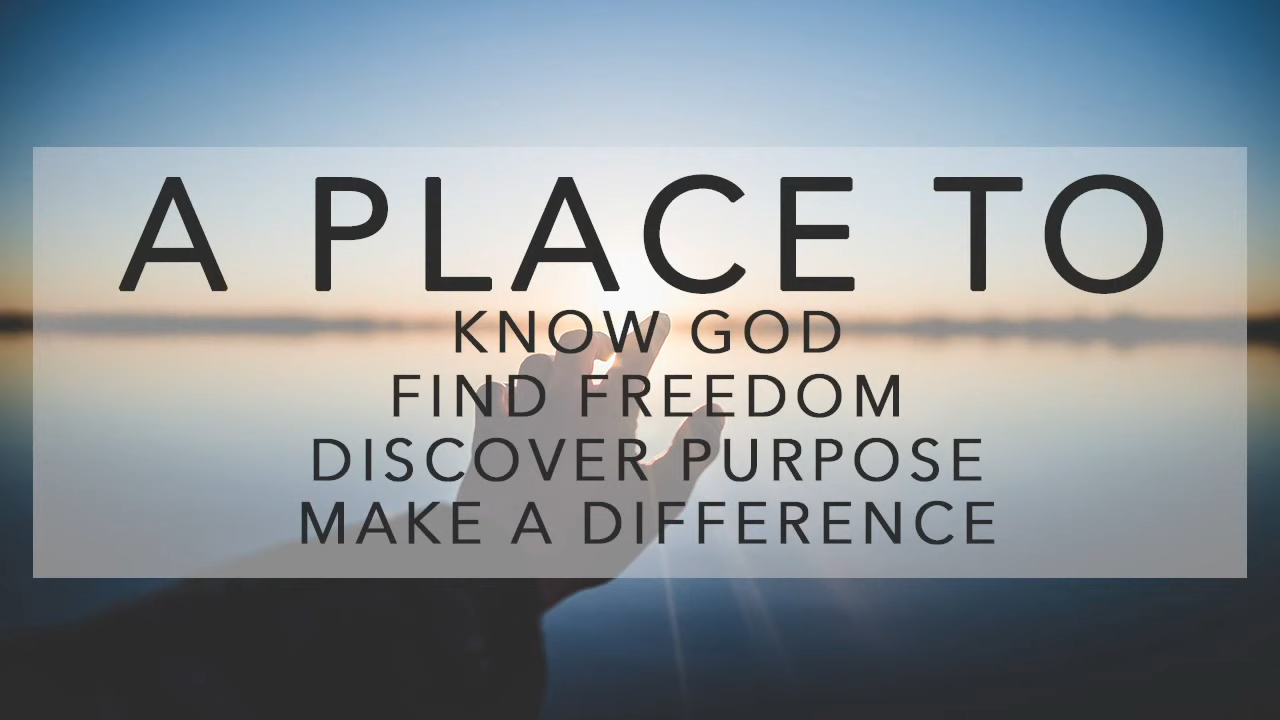 A PLACE TO
KNOW GOD
FIND FREEDOM
DISCOVER PURPOSE
MAKE A DIFFERENCE